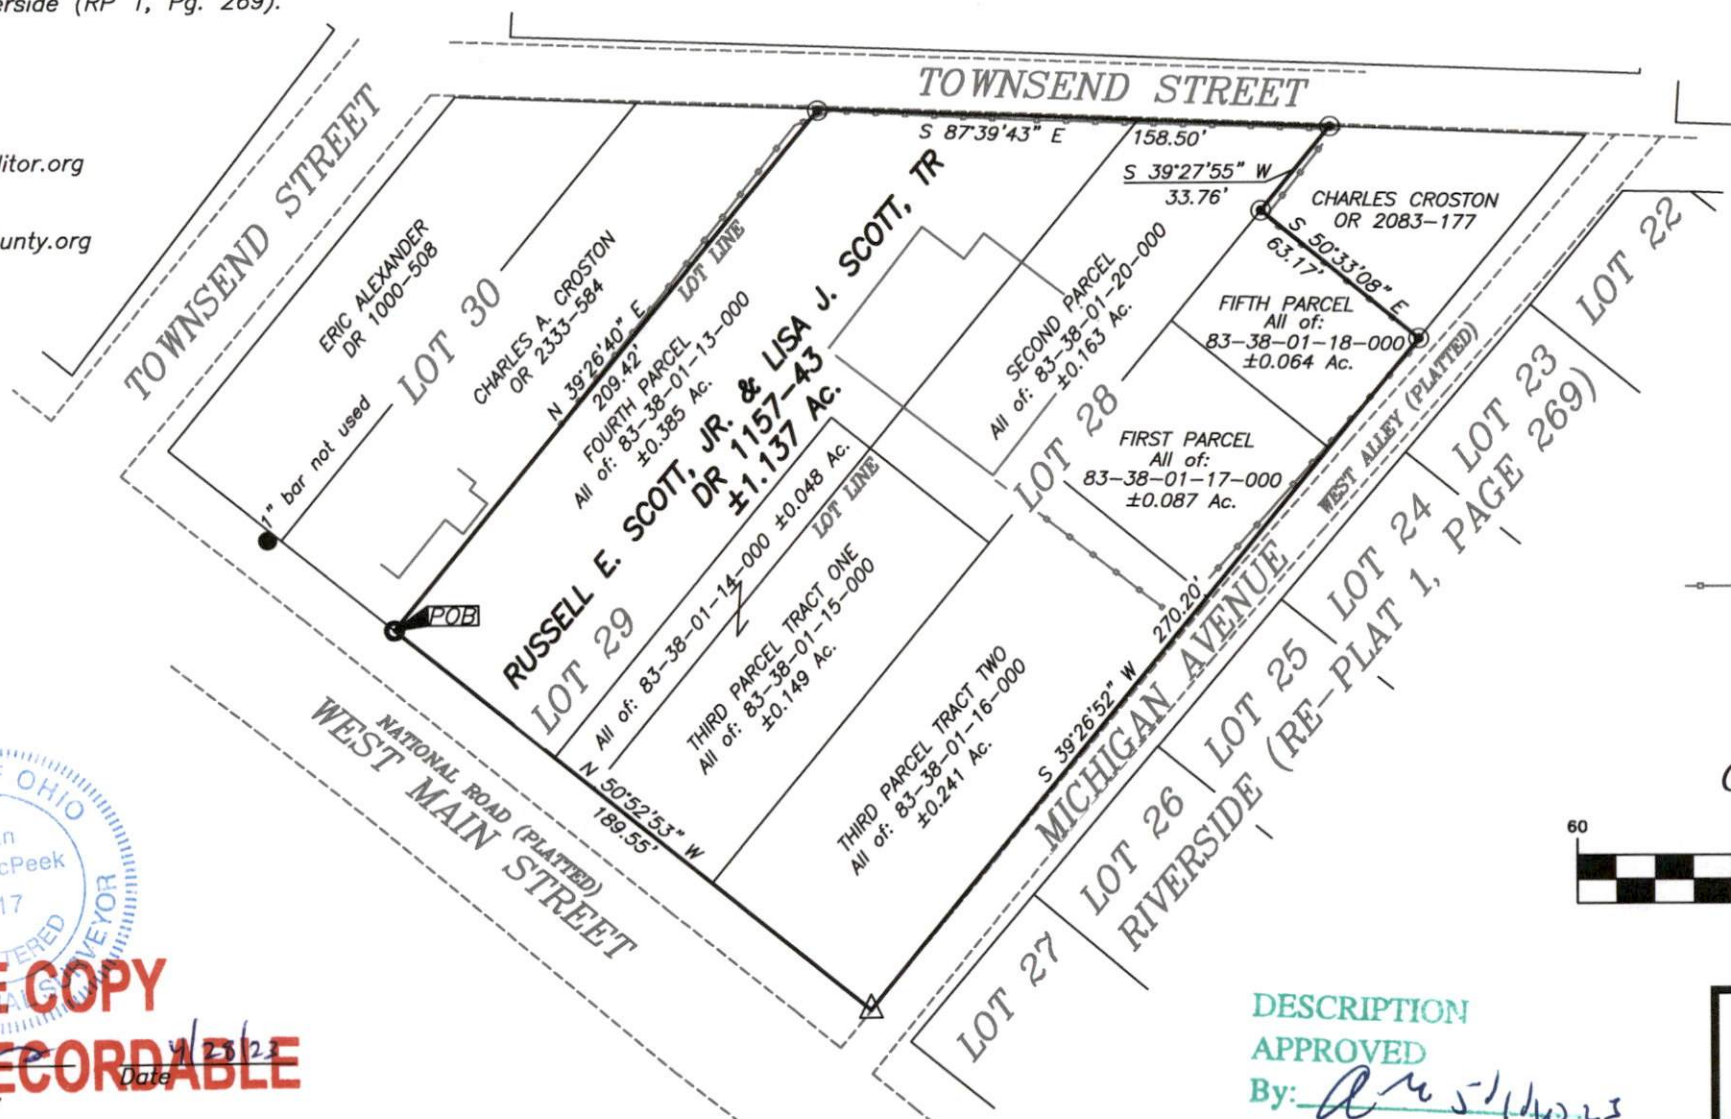 erside (RP 1, Pg. 269).
itor.org
unty.org
TOWNSEND STREET
TOWNSEND STREET
S 87°39'43" E 158.50'
S 39°27'55" W
33.76'
CHARLES CROSTON
OR 2083-177
S 50°33'08" E
63.17'
LOT 22
ERIC ALEXANDER
DR 1000-508
LOT 30
CHARLES A. CROSTON
OR 2333-584
1" bar not used
N 39°26'40" E
209.42'
LOT LINE
FOURTH PARCEL
All of: 83-38-01-13-000
±0.385 Ac.
RUSSELL E. SCOTT, JR. & LISA J. SCOTT, TR
DR 1157-43
±1.137 Ac.
SECOND PARCEL
All of: 83-38-01-20-000
±0.163 Ac.
FIFTH PARCEL
All of:
83-38-01-18-000
±0.064 Ac.
LOT 28
FIRST PARCEL
All of:
83-38-01-17-000
±0.087 Ac.
WEST ALLEY (PLATTED)
MICHIGAN AVENUE
LOT 23
LOT 24
LOT 25
LOT 26
LOT 27
RIVERSIDE (RE-PLAT 1, PAGE 269)
POB
LOT 29
All of: 83-38-01-14-000 ±0.048 Ac.
LOT LINE
THIRD PARCEL TRACT ONE
All of: 83-38-01-15-000
±0.149 Ac.
THIRD PARCEL TRACT TWO
All of: 83-38-01-16-000
±0.241 Ac.
S 39°26'52" W 270.20'
N 50°52'53" W
189.55'
NATIONAL ROAD (PLATTED)
WEST MAIN STREET
60
E OHIO
n
cPeek
17
TERED
AL SURVEYOR
E COPY
ECORDABLE
4/28/23
Date
DESCRIPTION
APPROVED
By: